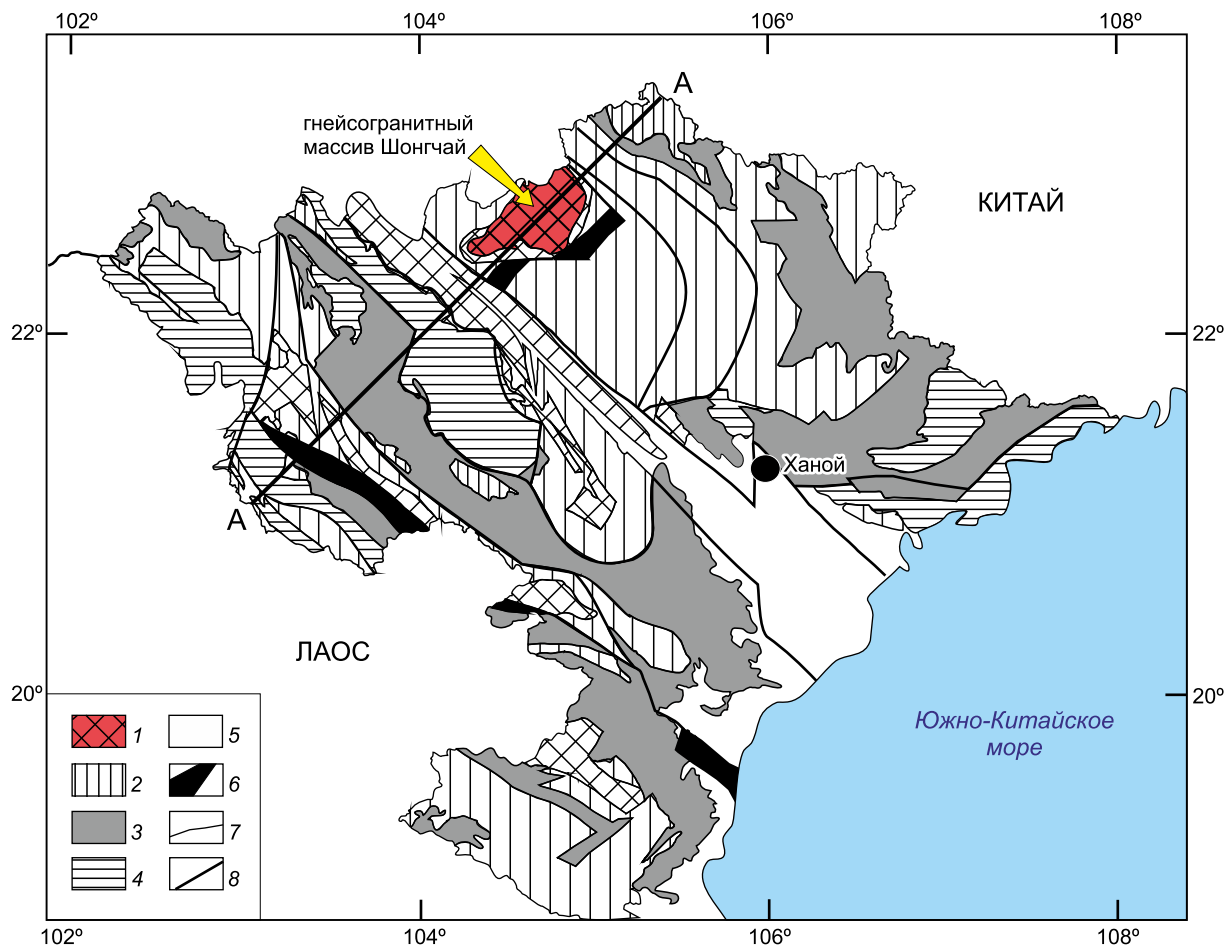 102º 104º 106º 108º
А
гнейсогранитный
массив Шонгчай
КИТАЙ
22º 22º
Ханой
А
ЛАОС
20º 20º
Южно-Китайское
море
1 5
2 6
3 7
4 8
102º 104º 106º 108º